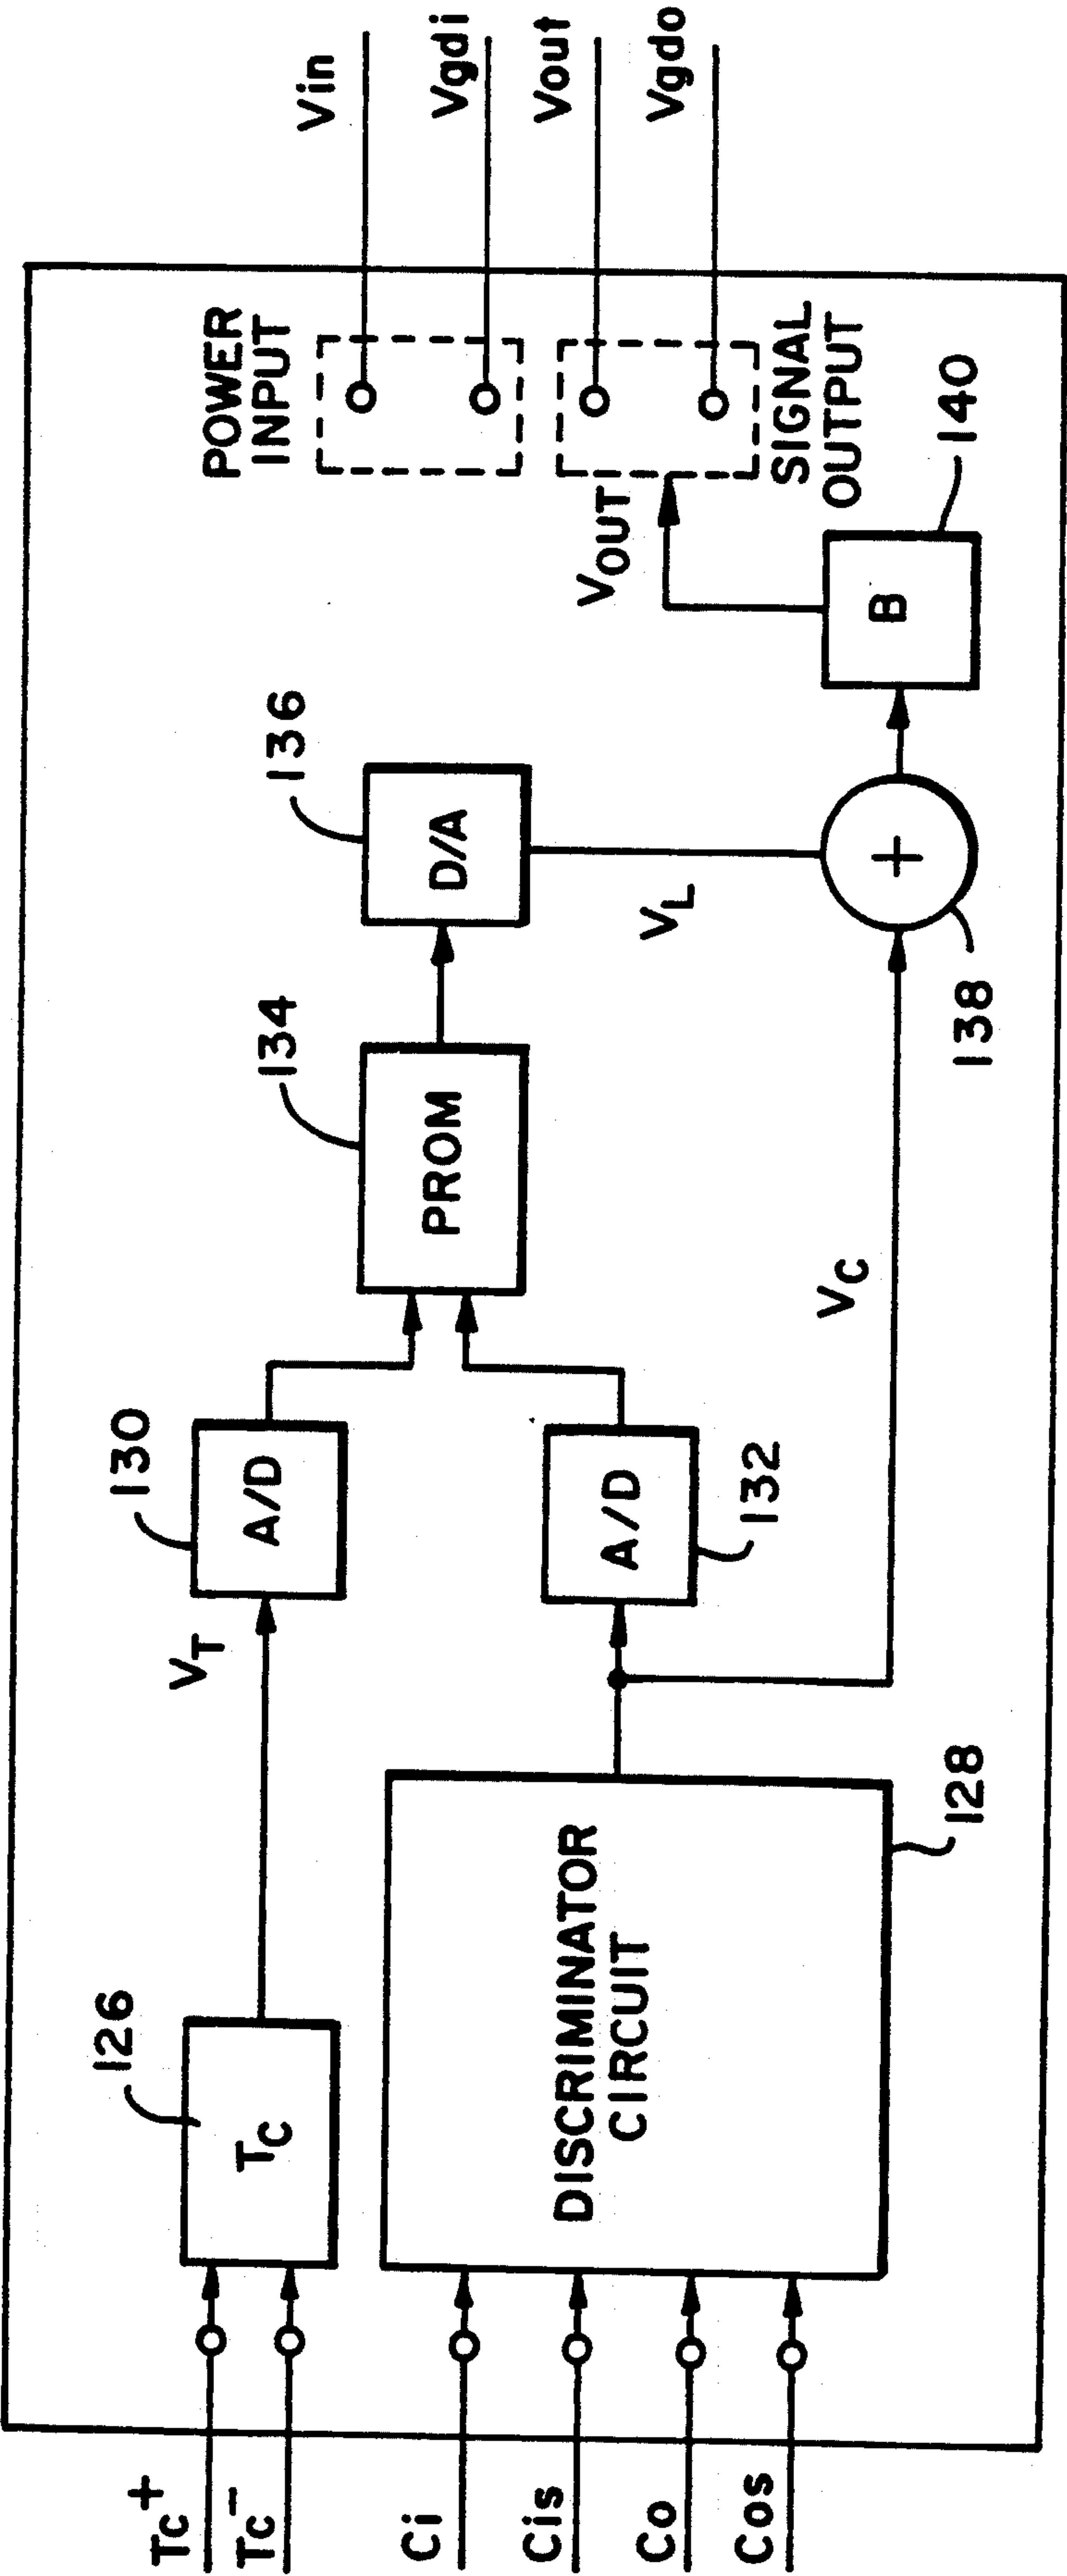 Tc+
Tc-
Ci
Cis
Co
Cos
126
TC
DISCRIMINATOR
CIRCUIT
128
VT
130
A/D
A/D
132
134
PROM
VC
136
D/A
VL
+
138
B
140
VOUT
POWER
INPUT
SIGNAL
OUTPUT
Vin
Vgdi
Vout
Vgdo